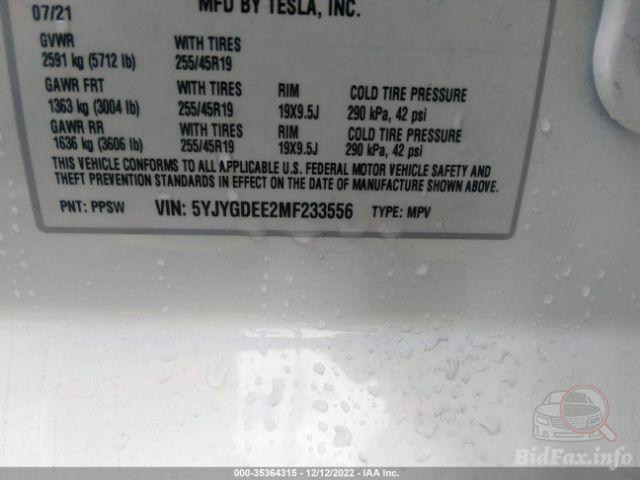 07/21 MFD BY TESLA, INC.
GVWR WITH TIRES
2591 kg (5712 lb) 255/45R19
GAWR FRT WITH TIRES RIM COLD TIRE PRESSURE
1363 kg (3004 lb) 255/45R19 19X9.5J 290 kPa, 42 psi
GAWR RR WITH TIRES RIM COLD TIRE PRESSURE
1636 kg (3606 lb) 255/45R19 19X9.5J 290 kPa, 42 psi
THIS VEHICLE CONFORMS TO ALL APPLICABLE U.S. FEDERAL MOTOR VEHICLE SAFETY AND
THEFT PREVENTION STANDARDS IN EFFECT ON THE DATE OF MANUFACTURE SHOWN ABOVE.
PNT: PPSW VIN: 5YJYGDEE2MF233556 TYPE: MPV
BidFax.info
000-35364315 - 12/12/2022 - IAA Inc.